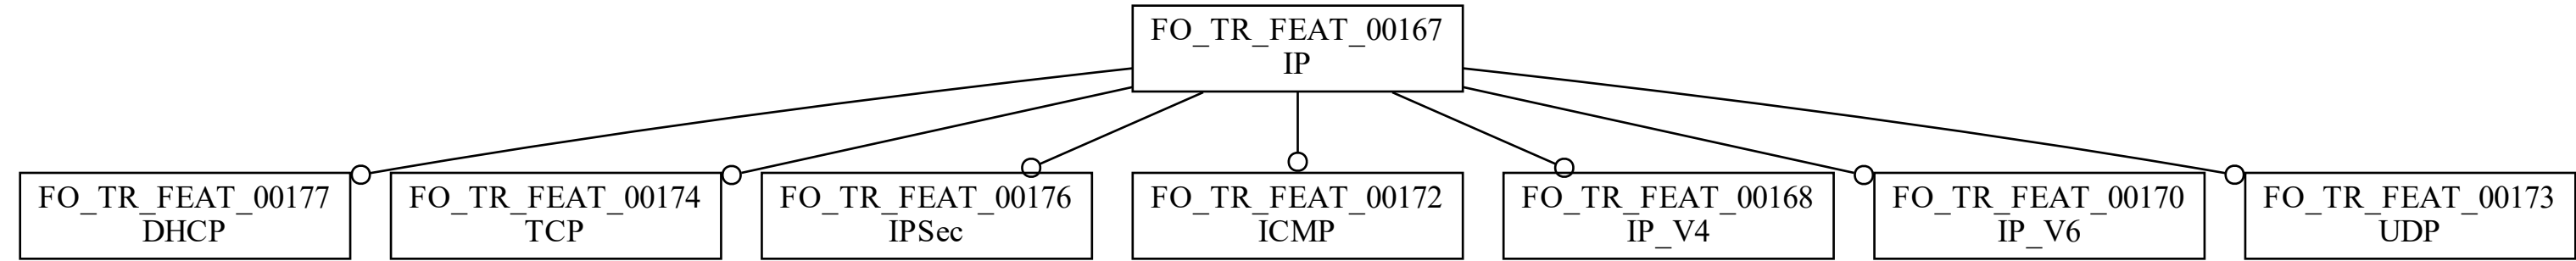 FO_TR_FEAT_00167
IP
FO_TR_FEAT_00177
DHCP
FO_TR_FEAT_00174
TCP
FO_TR_FEAT_00176
IPSec
FO_TR_FEAT_00172
ICMP
FO_TR_FEAT_00168
IP_V4
FO_TR_FEAT_00170
IP_V6
FO_TR_FEAT_00173
UDP